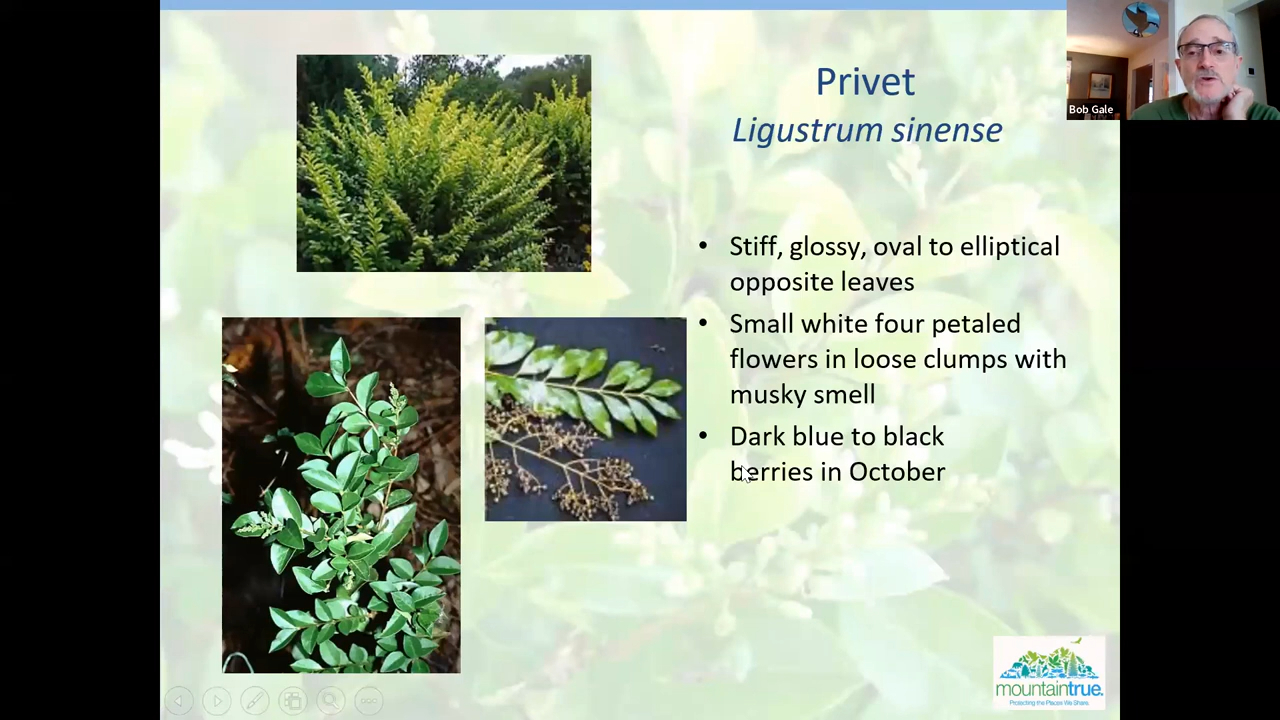 Privet
Ligustrum sinense
Bob Gale
• Stiff, glossy, oval to elliptical
opposite leaves
• Small white four petaled
flowers in loose clumps with
musky smell
• Dark blue to black
berries in October
mountaintrue.
Protecting the Places We Share.